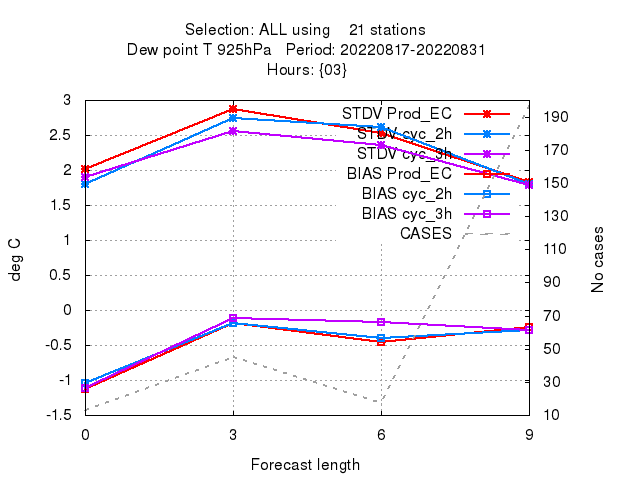 Selection: ALL using    21 stations
Dew point T 925hPa   Period: 20220817-20220831
Hours: {03}
STDV Prod_EC
STDV cyc_2h
STDV cyc_3h
BIAS Prod_EC
BIAS cyc_2h
BIAS cyc_3h
CASES
deg C
3
2.5
2
1.5
1
0.5
0
-0.5
-1
-1.5
No cases
190
170
150
130
110
90
70
50
30
10
0 3 6 9
Forecast length